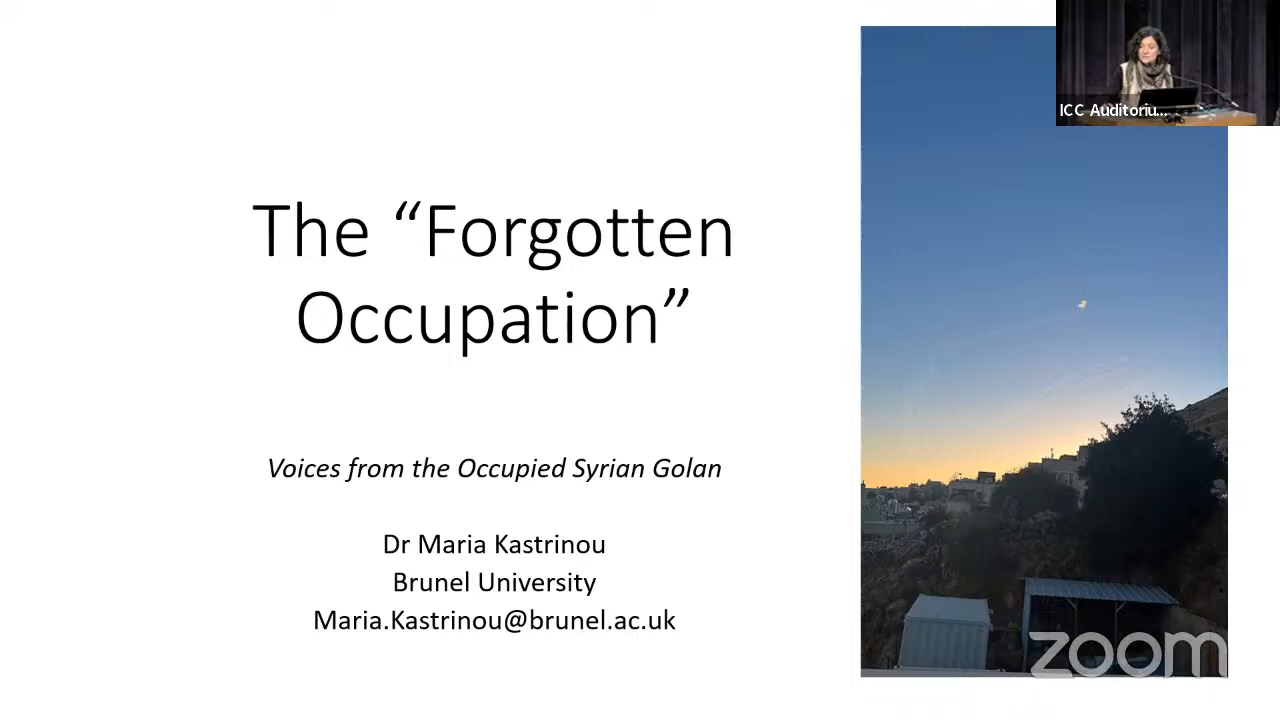 The “Forgotten
Occupation”
Voices from the Occupied Syrian Golan
Dr Maria Kastrinou
Brunel University
Maria.Kastrinou@brunel.ac.uk
ICC Auditoriu...
zoom